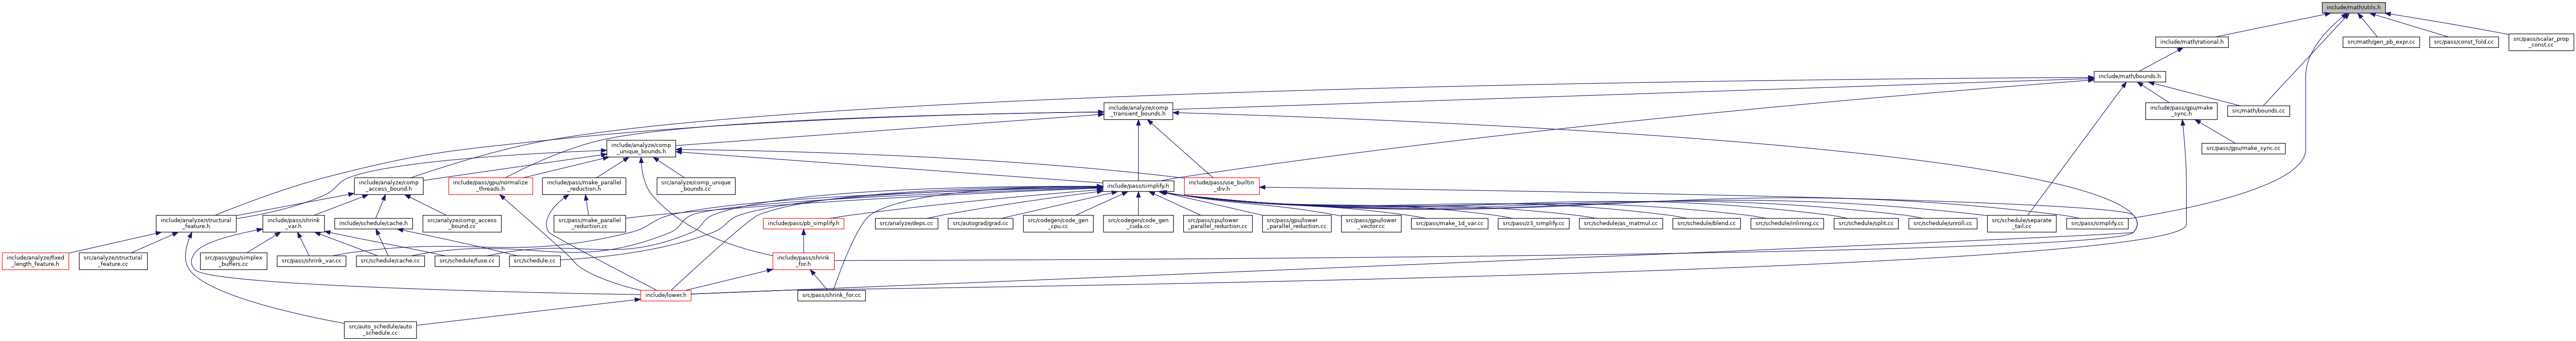 include/math/utils.h
include/math/rational.h
src/math/gen_pb_expr.cc
src/pass/const_fold.cc
src/pass/scalar_prop
_const.cc
include/math/bounds.h
include/analyze/comp
_transient_bounds.h
include/pass/gpu/make
_sync.h
src/math/bounds.cc
include/analyze/comp
_unique_bounds.h
src/pass/gpu/make_sync.cc
include/analyze/comp
_access_bound.h
include/pass/gpu/normalize
_threads.h
include/pass/make_parallel
_reduction.h
src/analyze/comp_unique
_bounds.cc
include/pass/simplify.h
include/pass/use_builtin
_div.h
include/analyze/structural
_feature.h
include/pass/shrink
_var.h
include/schedule/cache.h
src/analyze/comp_access
_bound.cc
src/pass/make_parallel
_reduction.cc
include/pass/pb_simplify.h
src/analyze/deps.cc
src/autograd/grad.cc
src/codegen/code_gen
_cpu.cc
src/codegen/code_gen
_cuda.cc
src/pass/cpu/lower
_parallel_reduction.cc
src/pass/gpu/lower
_parallel_reduction.cc
src/pass/gpu/lower
_vector.cc
src/pass/make_1d_var.cc
src/pass/z3_simplify.cc
src/schedule/as_matmul.cc
src/schedule/blend.cc
src/schedule/inlining.cc
src/schedule/split.cc
src/schedule/unroll.cc
src/schedule/separate
_tail.cc
src/pass/simplify.cc
include/analyze/fixed
_length_feature.h
src/analyze/structural
_feature.cc
src/pass/gpu/simplex
_buffers.cc
src/pass/shrink_var.cc
src/schedule/cache.cc
src/schedule/fuse.cc
src/schedule.cc
include/pass/shrink
_for.h
include/lower.h
src/pass/shrink_for.cc
src/auto_schedule/auto
_schedule.cc